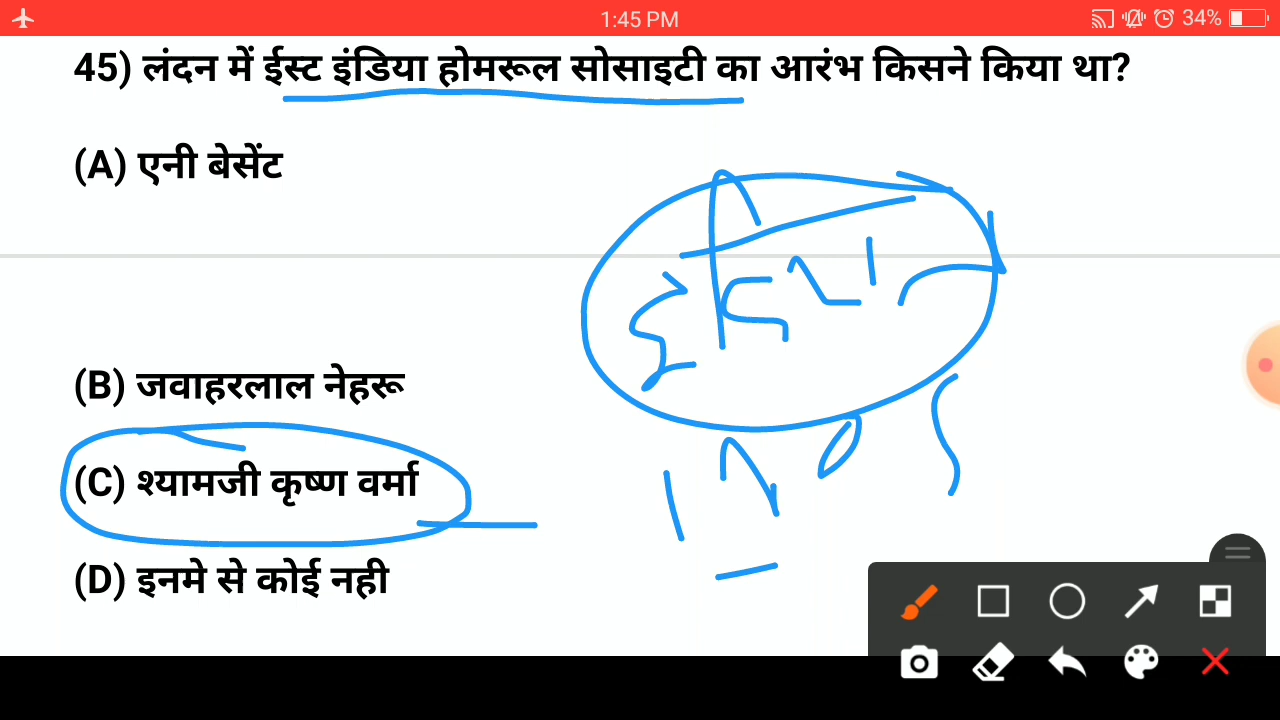 1:45 PM
34%
45) लंदन में ईस्ट इंडिया होमरूल सोसाइटी का आरंभ किसने किया था?
(A) एनी बेसेंट
(B) जवाहरलाल नेहरू
(C) श्यामजी कृष्ण वर्मा
(D) इनमे से कोई नही